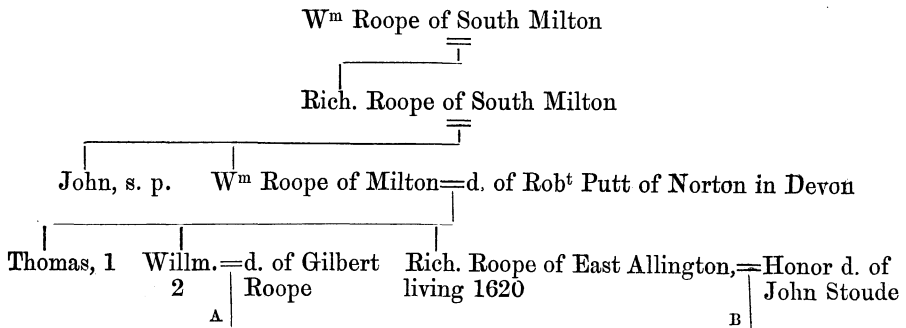 Wᵐ Roope of South Milton
Rich. Roope of South Milton
John, s. p. Wᵐ Roope of Milton=d. of Robᵗ Putt of Norton in Devon
Thomas, 1 Willm.=d. of Gilbert Rich. Roope of East Allington,=Honor d. of
2 Roope living 1620 John Stoude
A B